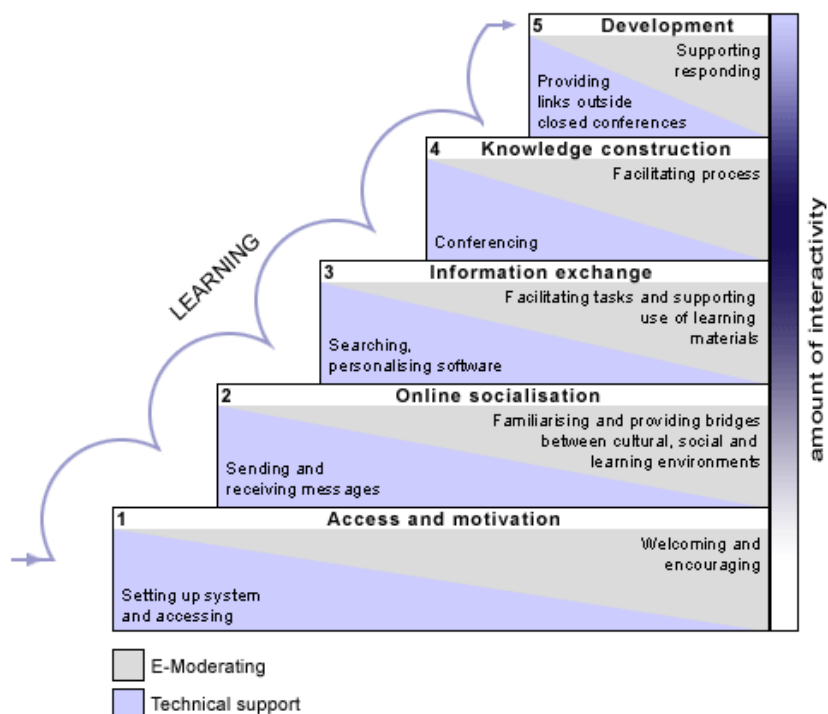 5 Development
Supporting
responding
Providing
links outside
closed conferences
4 Knowledge construction
Facilitating process
Conferencing
3 Information exchange
Facilitating tasks and supporting
use of learning
materials
Searching,
personalising software
2 Online socialisation
Familiarising and providing bridges
between cultural, social and
learning environments
Sending and
receiving messages
1 Access and motivation
Welcoming and
encouraging
Setting up system
and accessing
LEARNING
amount of interactivity
E-Moderating
Technical support